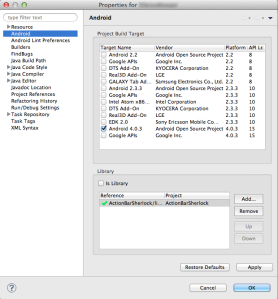 Properties for
type filter text
Android
Resource
Android
Android Lint Preferences
Builders
FindBugs
Java Build Path
Java Code Style
Java Compiler
Java Editor
Javadoc Location
Project References
Refactoring History
Run/Debug Settings
Task Repository
Task Tags
XML Syntax
Project Build Target
Target Name Vendor Platform API Le
Android 2.2 Android Open Source Project 2.2 8
Google APIs Google Inc. 2.2 8
DTS Add-On KYOCERA Corporation 2.2 8
Real3D Add-On LGE 2.2 8
GALAXY Tab Ad Samsung Electronics Co., Ltd. 2.2 8
Android 2.3.3 Android Open Source Project 2.3.3 10
Google APIs Google Inc. 2.3.3 10
Intel Atom x86... Intel Corporation 2.3.3 10
DTS Add-On KYOCERA Corporation 2.3.3 10
Real3D Add-On LGE 2.3.3 10
EDK 2.0 Sony Ericsson Mobile Co 2.3.3 10
Android 4.0.3 Android Open Source Project 4.0.3 15
Google APIs Google Inc. 4.0.3 15
Library
Is Library
Reference Project
ActionBarSherlock ActionBarSherlock
Add...
Remove
Up
Down
Restore Defaults Apply
Cancel OK